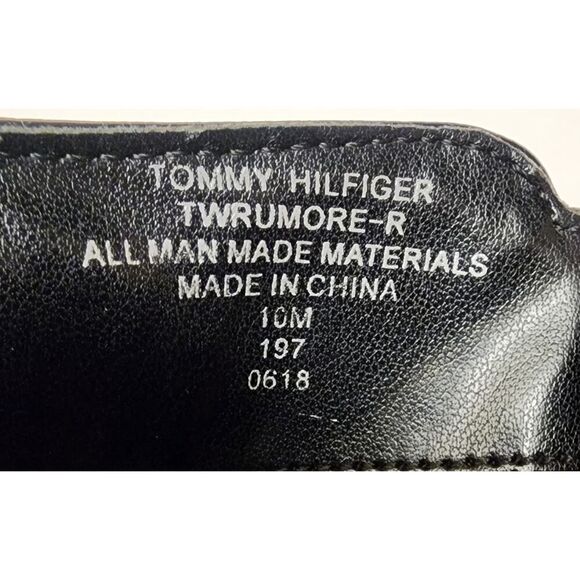 TOMMY HILFIGER
TWRUMORE-R
ALL MAN MADE MATERIALS
MADE IN CHINA
10M
197
0618